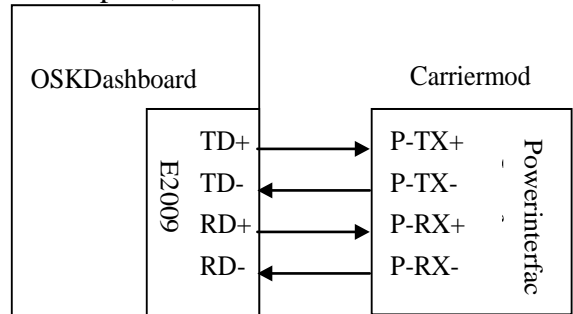 OSKDashboard
Carriermod
E2009
TD+
TD-
RD+
RD-
P-TX+
P-TX-
P-RX+
P-RX-
Powerinterfac